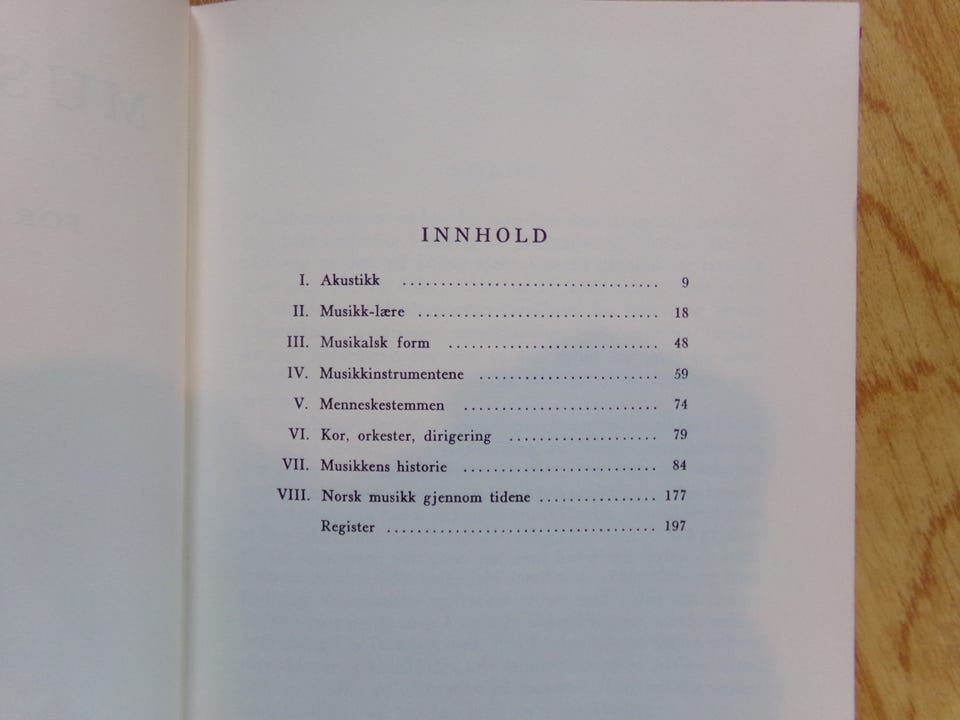 INNHOLD
I. Akustikk .................................. 9
II. Musikk-lære ................................ 18
III. Musikalsk form ............................ 48
IV. Musikkinstrumentene ........................ 59
V. Menneskestemmen .......................... 74
VI. Kor, orkester, dirigering .................... 79
VII. Musikkens historie .......................... 84
VIII. Norsk musikk gjennom tidene ................ 177
Register ................................... 197